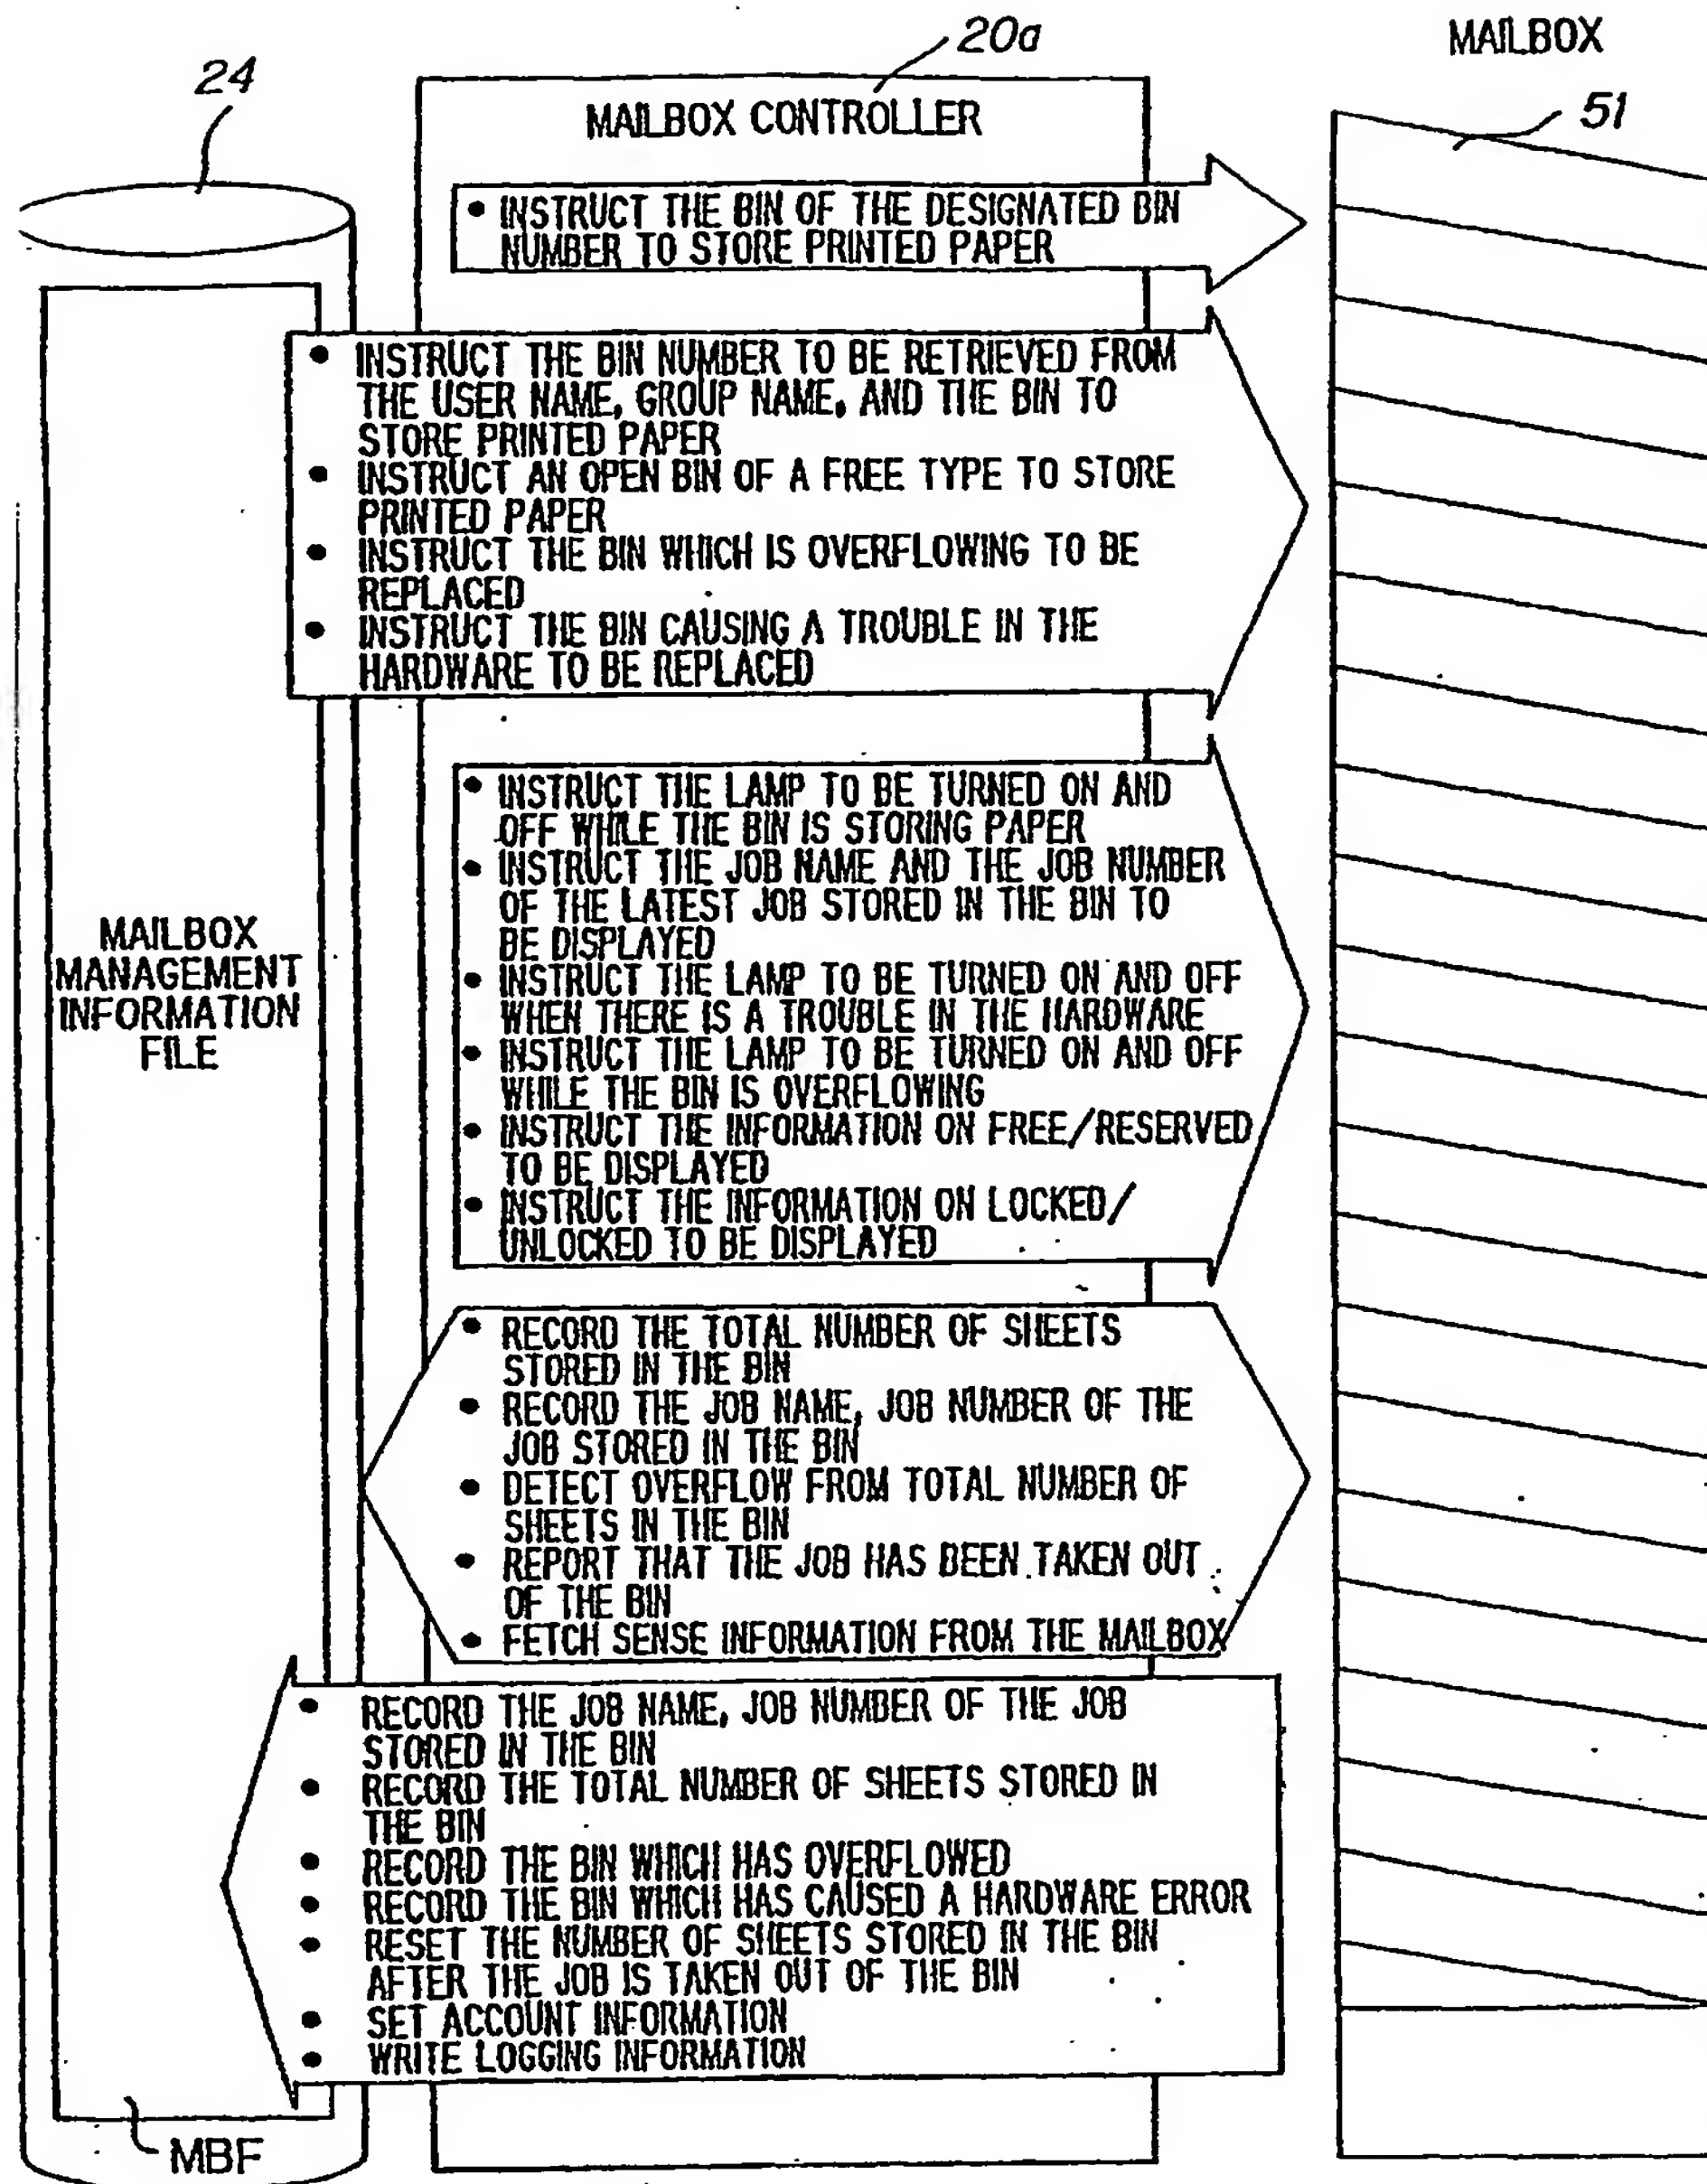 24
20a
MAILBOX
51
MAILBOX CONTROLLER
• INSTRUCT THE BIN OF THE DESIGNATED BIN
NUMBER TO STORE PRINTED PAPER
• INSTRUCT THE BIN NUMBER TO BE RETRIEVED FROM
THE USER NAME, GROUP NAME, AND THE BIN TO
STORE PRINTED PAPER
• INSTRUCT AN OPEN BIN OF A FREE TYPE TO STORE
PRINTED PAPER
• INSTRUCT THE BIN WHICH IS OVERFLOWING TO BE
REPLACED
• INSTRUCT THE BIN CAUSING A TROUBLE IN THE
HARDWARE TO BE REPLACED
• INSTRUCT THE LAMP TO BE TURNED ON AND
OFF WHILE THE BIN IS STORING PAPER
• INSTRUCT THE JOB NAME AND THE JOB NUMBER
OF THE LATEST JOB STORED IN THE BIN TO
BE DISPLAYED
• INSTRUCT THE LAMP TO BE TURNED ON AND OFF
WHEN THERE IS A TROUBLE IN THE HARDWARE
• INSTRUCT THE LAMP TO BE TURNED ON AND OFF
WHILE THE BIN IS OVERFLOWING
• INSTRUCT THE INFORMATION ON FREE/RESERVED
TO BE DISPLAYED
• INSTRUCT THE INFORMATION ON LOCKED/
UNLOCKED TO BE DISPLAYED
MAILBOX
MANAGEMENT
INFORMATION
FILE
• RECORD THE TOTAL NUMBER OF SHEETS
STORED IN THE BIN
• RECORD THE JOB NAME, JOB NUMBER OF THE
JOB STORED IN THE BIN
• DETECT OVERFLOW FROM TOTAL NUMBER OF
SHEETS IN THE BIN
• REPORT THAT THE JOB HAS BEEN TAKEN OUT
OF THE BIN
• FETCH SENSE INFORMATION FROM THE MAILBOX
• RECORD THE JOB NAME, JOB NUMBER OF THE JOB
STORED IN THE BIN
• RECORD THE TOTAL NUMBER OF SHEETS STORED IN
THE BIN
• RECORD THE BIN WHICH HAS OVERFLOWED
• RECORD THE BIN WHICH HAS CAUSED A HARDWARE ERROR
• RESET THE NUMBER OF SHEETS STORED IN THE BIN
AFTER THE JOB IS TAKEN OUT OF THE BIN
• SET ACCOUNT INFORMATION
• WRITE LOGGING INFORMATION
MBF